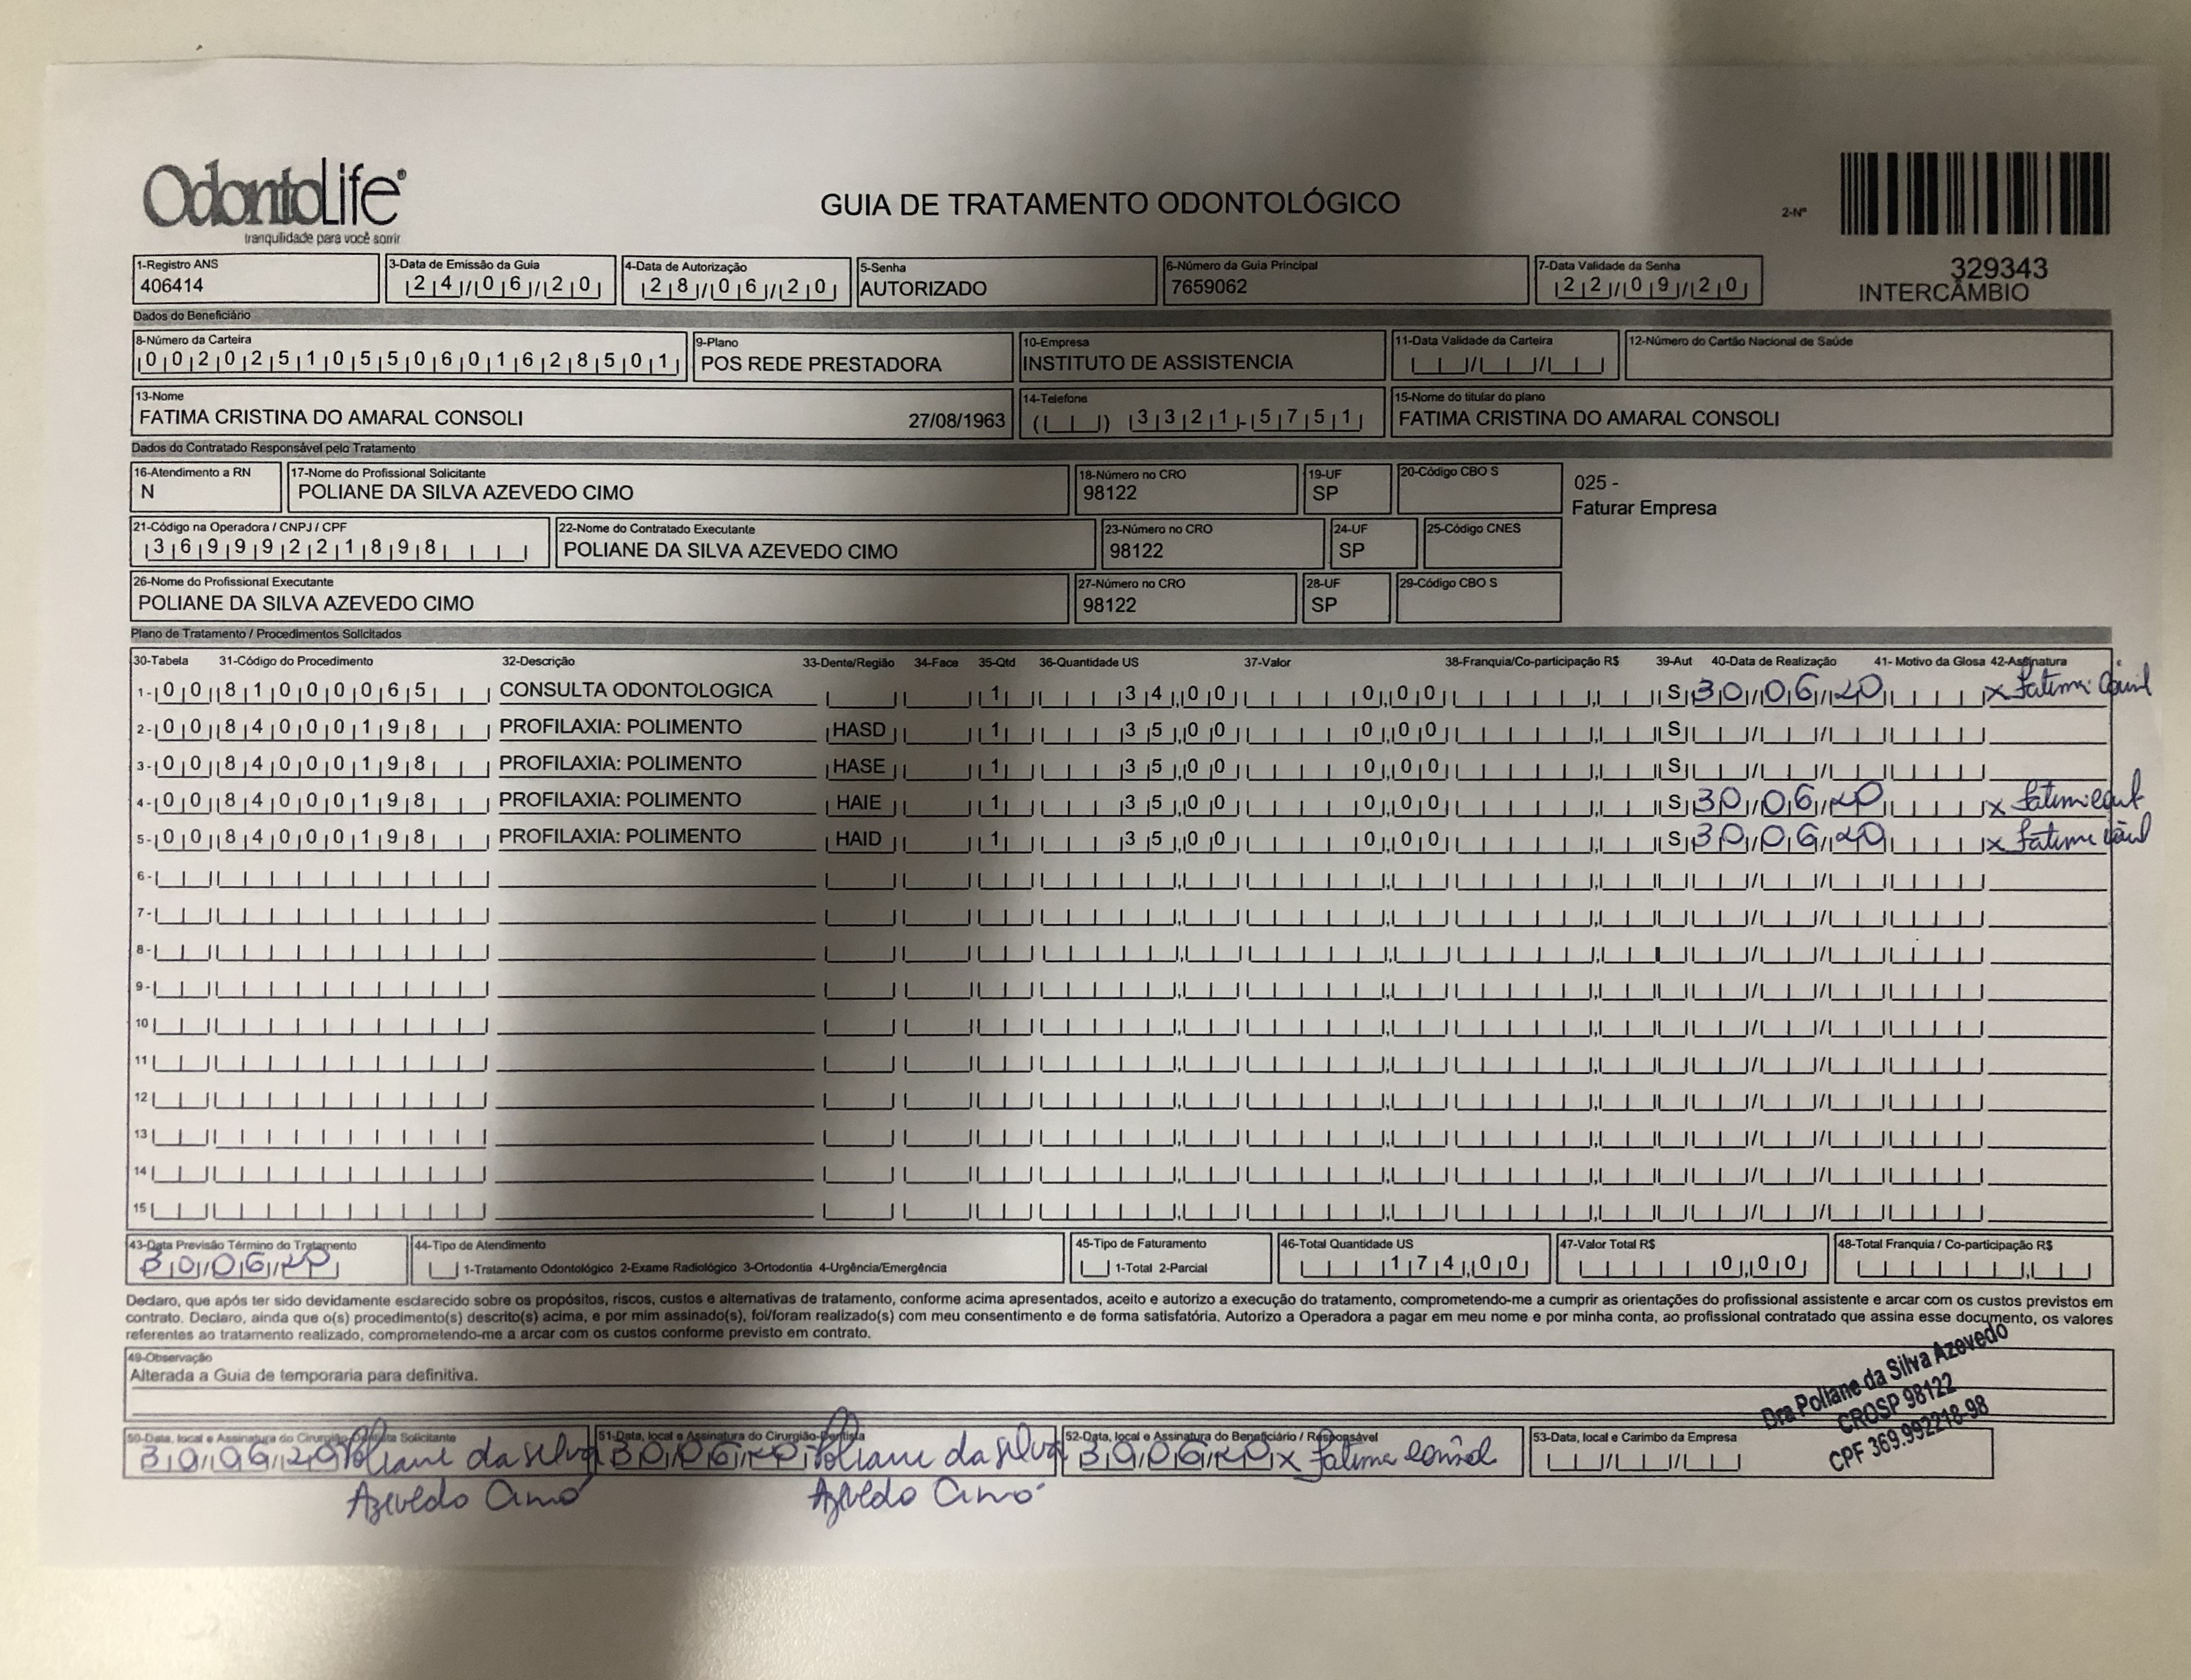 OdontoLife®
tranquilidade para você sorrir
GUIA DE TRATAMENTO ODONTOLÓGICO
2-Nº
329343
INTERCÂMBIO
1-Registro ANS
406414
3-Data de Emissão da Guia
24/06/20
4-Data de Autorização
28/06/20
5-Senha
AUTORIZADO
6-Número da Guia Principal
7659062
7-Data Validade da Senha
22/09/20
Dados do Beneficiário
8-Número da Carteira
00202510550601628501
9-Plano
POS REDE PRESTADORA
10-Empresa
INSTITUTO DE ASSISTENCIA
11-Data Validade da Carteira
12-Número do Cartão Nacional de Saúde
13-Nome
FATIMA CRISTINA DO AMARAL CONSOLI 27/08/1963
14-Telefone
( ) 3321-5751
15-Nome do titular do plano
FATIMA CRISTINA DO AMARAL CONSOLI
Dados do Contratado Responsável pelo Tratamento
16-Atendimento a RN
N
17-Nome do Profissional Solicitante
POLIANE DA SILVA AZEVEDO CIMO
18-Número no CRO
98122
19-UF
SP
20-Código CBO S
025 -
Faturar Empresa
21-Código na Operadora / CNPJ / CPF
36999221898
22-Nome do Contratado Executante
POLIANE DA SILVA AZEVEDO CIMO
23-Número no CRO
98122
24-UF
SP
25-Código CNES
26-Nome do Profissional Executante
POLIANE DA SILVA AZEVEDO CIMO
27-Número no CRO
98122
28-UF
SP
29-Código CBO S
Plano de Tratamento / Procedimentos Solicitados
30-Tabela 31-Código do Procedimento 32-Descrição 33-Dente/Região 34-Face 35-Qtd 36-Quantidade US 37-Valor 38-Franquia/Co-participação R$ 39-Aut 40-Data de Realização 41- Motivo da Glosa 42-Assinatura
1- 00 81000065 CONSULTA ODONTOLOGICA 1 34,00 0,00 S 30/06/20 x Fatima
2- 00 84000198 PROFILAXIA: POLIMENTO HASD 1 35,00 0,00 S
3- 00 84000198 PROFILAXIA: POLIMENTO HASE 1 35,00 0,00 S
4- 00 84000198 PROFILAXIA: POLIMENTO HAIE 1 35,00 0,00 S 30/06/20 x
5- 00 84000198 PROFILAXIA: POLIMENTO HAID 1 35,00 0,00 S 30/06/20 x Fatima
6-
7-
8-
9-
10
11
12
13
14
15
43-Data Previsão Término do Tratamento
30/06/20
44-Tipo de Atendimento
1-Tratamento Odontológico 2-Exame Radiológico 3-Ortodontia 4-Urgência/Emergência
45-Tipo de Faturamento
1-Total 2-Parcial
46-Total Quantidade US
174,00
47-Valor Total R$
0,00
48-Total Franquia / Co-participação R$
Declaro, que após ter sido devidamente esclarecido sobre os propósitos, riscos, custos e alternativas de tratamento, conforme acima apresentados, aceito e autorizo a execução do tratamento, comprometendo-me a cumprir as orientações do profissional assistente e arcar com os custos previstos em
contrato. Declaro, ainda que o(s) procedimento(s) descrito(s) acima, e por mim assinado(s), foi/foram realizado(s) com meu consentimento e de forma satisfatória. Autorizo a Operadora a pagar em meu nome e por minha conta, ao profissional contratado que assina esse documento, os valores
referentes ao tratamento realizado, comprometendo-me a arcar com os custos conforme previsto em contrato.
49-Observação
Alterada a Guia de temporaria para definitiva.
Dra Poliane da Silva Azevedo
CROSP 98122
CPF 369.992218-98
50-Data, local e Assinatura do Cirurgião-Dentista Solicitante
30/06/20 Poliane da Silva
Azevedo Cimo
51-Data, local e Assinatura do Cirurgião-Dentista
30/06/20 Poliane da Silva
Azevedo Cimo
52-Data, local e Assinatura do Beneficiário / Responsável
30/06/20 x Fatima
53-Data, local e Carimbo da Empresa